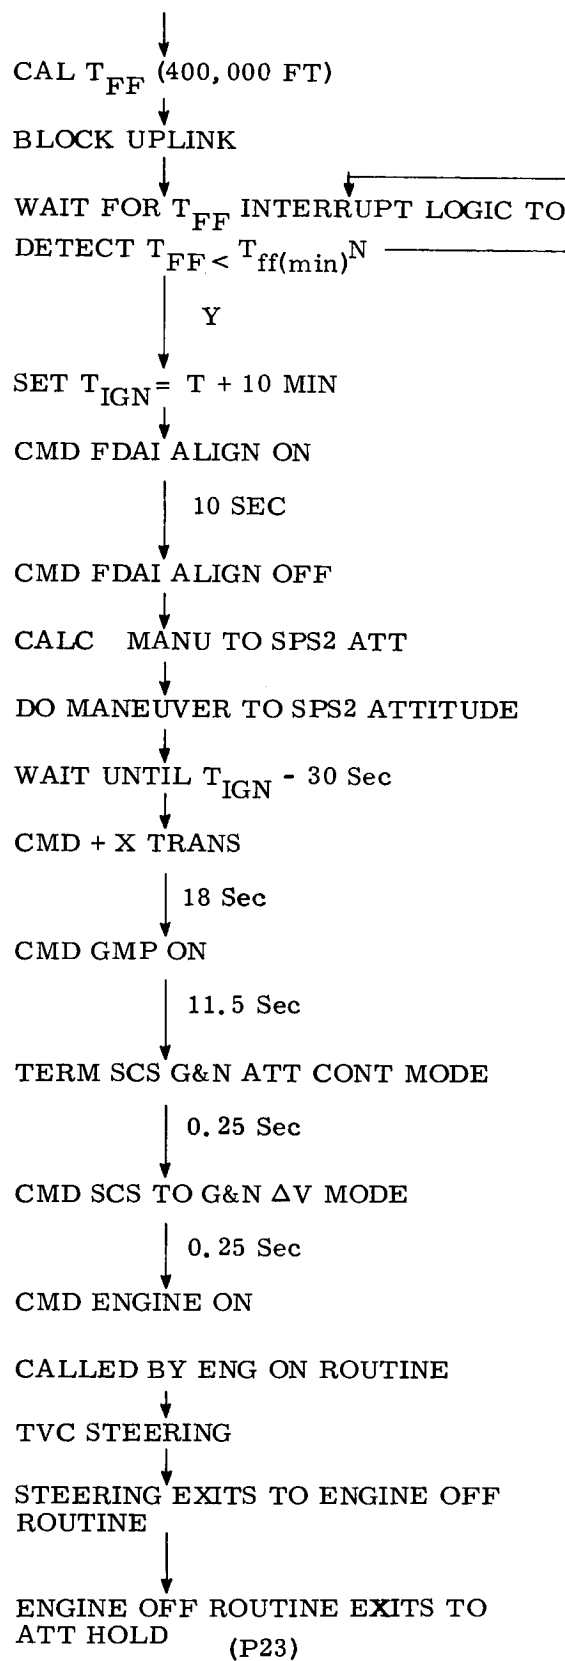 CAL T_FF (400,000 FT)
BLOCK UPLINK
WAIT FOR T_FF INTERRUPT LOGIC TO
DETECT T_FF < T_ff(min) N
Y
SET T_IGN = T + 10 MIN
CMD FDAI ALIGN ON
10 SEC
CMD FDAI ALIGN OFF
CALC MANU TO SPS2 ATT
DO MANEUVER TO SPS2 ATTITUDE
WAIT UNTIL T_IGN - 30 Sec
CMD + X TRANS
18 Sec
CMD GMP ON
11.5 Sec
TERM SCS G&N ATT CONT MODE
0.25 Sec
CMD SCS TO G&N ΔV MODE
0.25 Sec
CMD ENGINE ON
CALLED BY ENG ON ROUTINE
TVC STEERING
STEERING EXITS TO ENGINE OFF
ROUTINE
ENGINE OFF ROUTINE EXITS TO
ATT HOLD (P23)